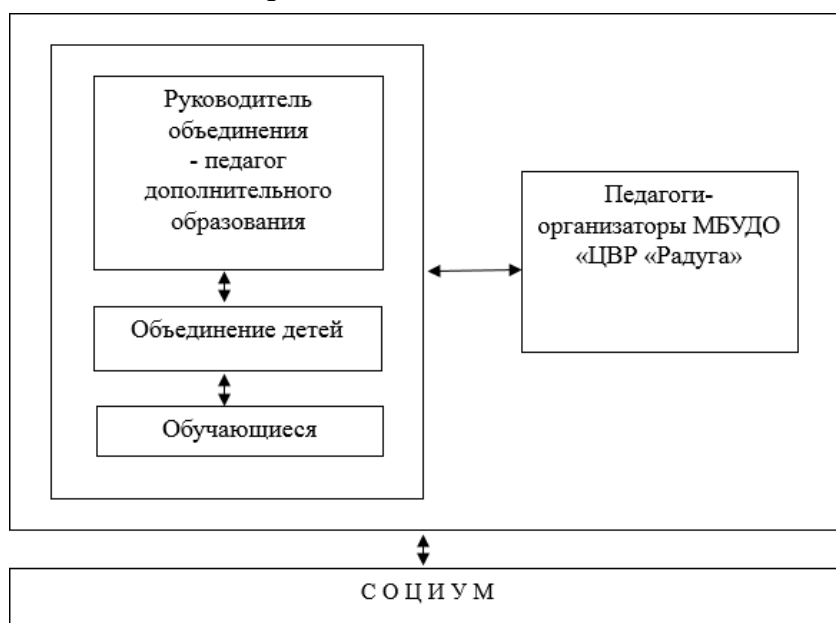 Руководитель
объединения
- педагог
дополнительного
образования
Объединение детей
Обучающиеся
Педагоги-
организаторы МБУДО
«ЦВР «Радуга»
С О Ц И У М